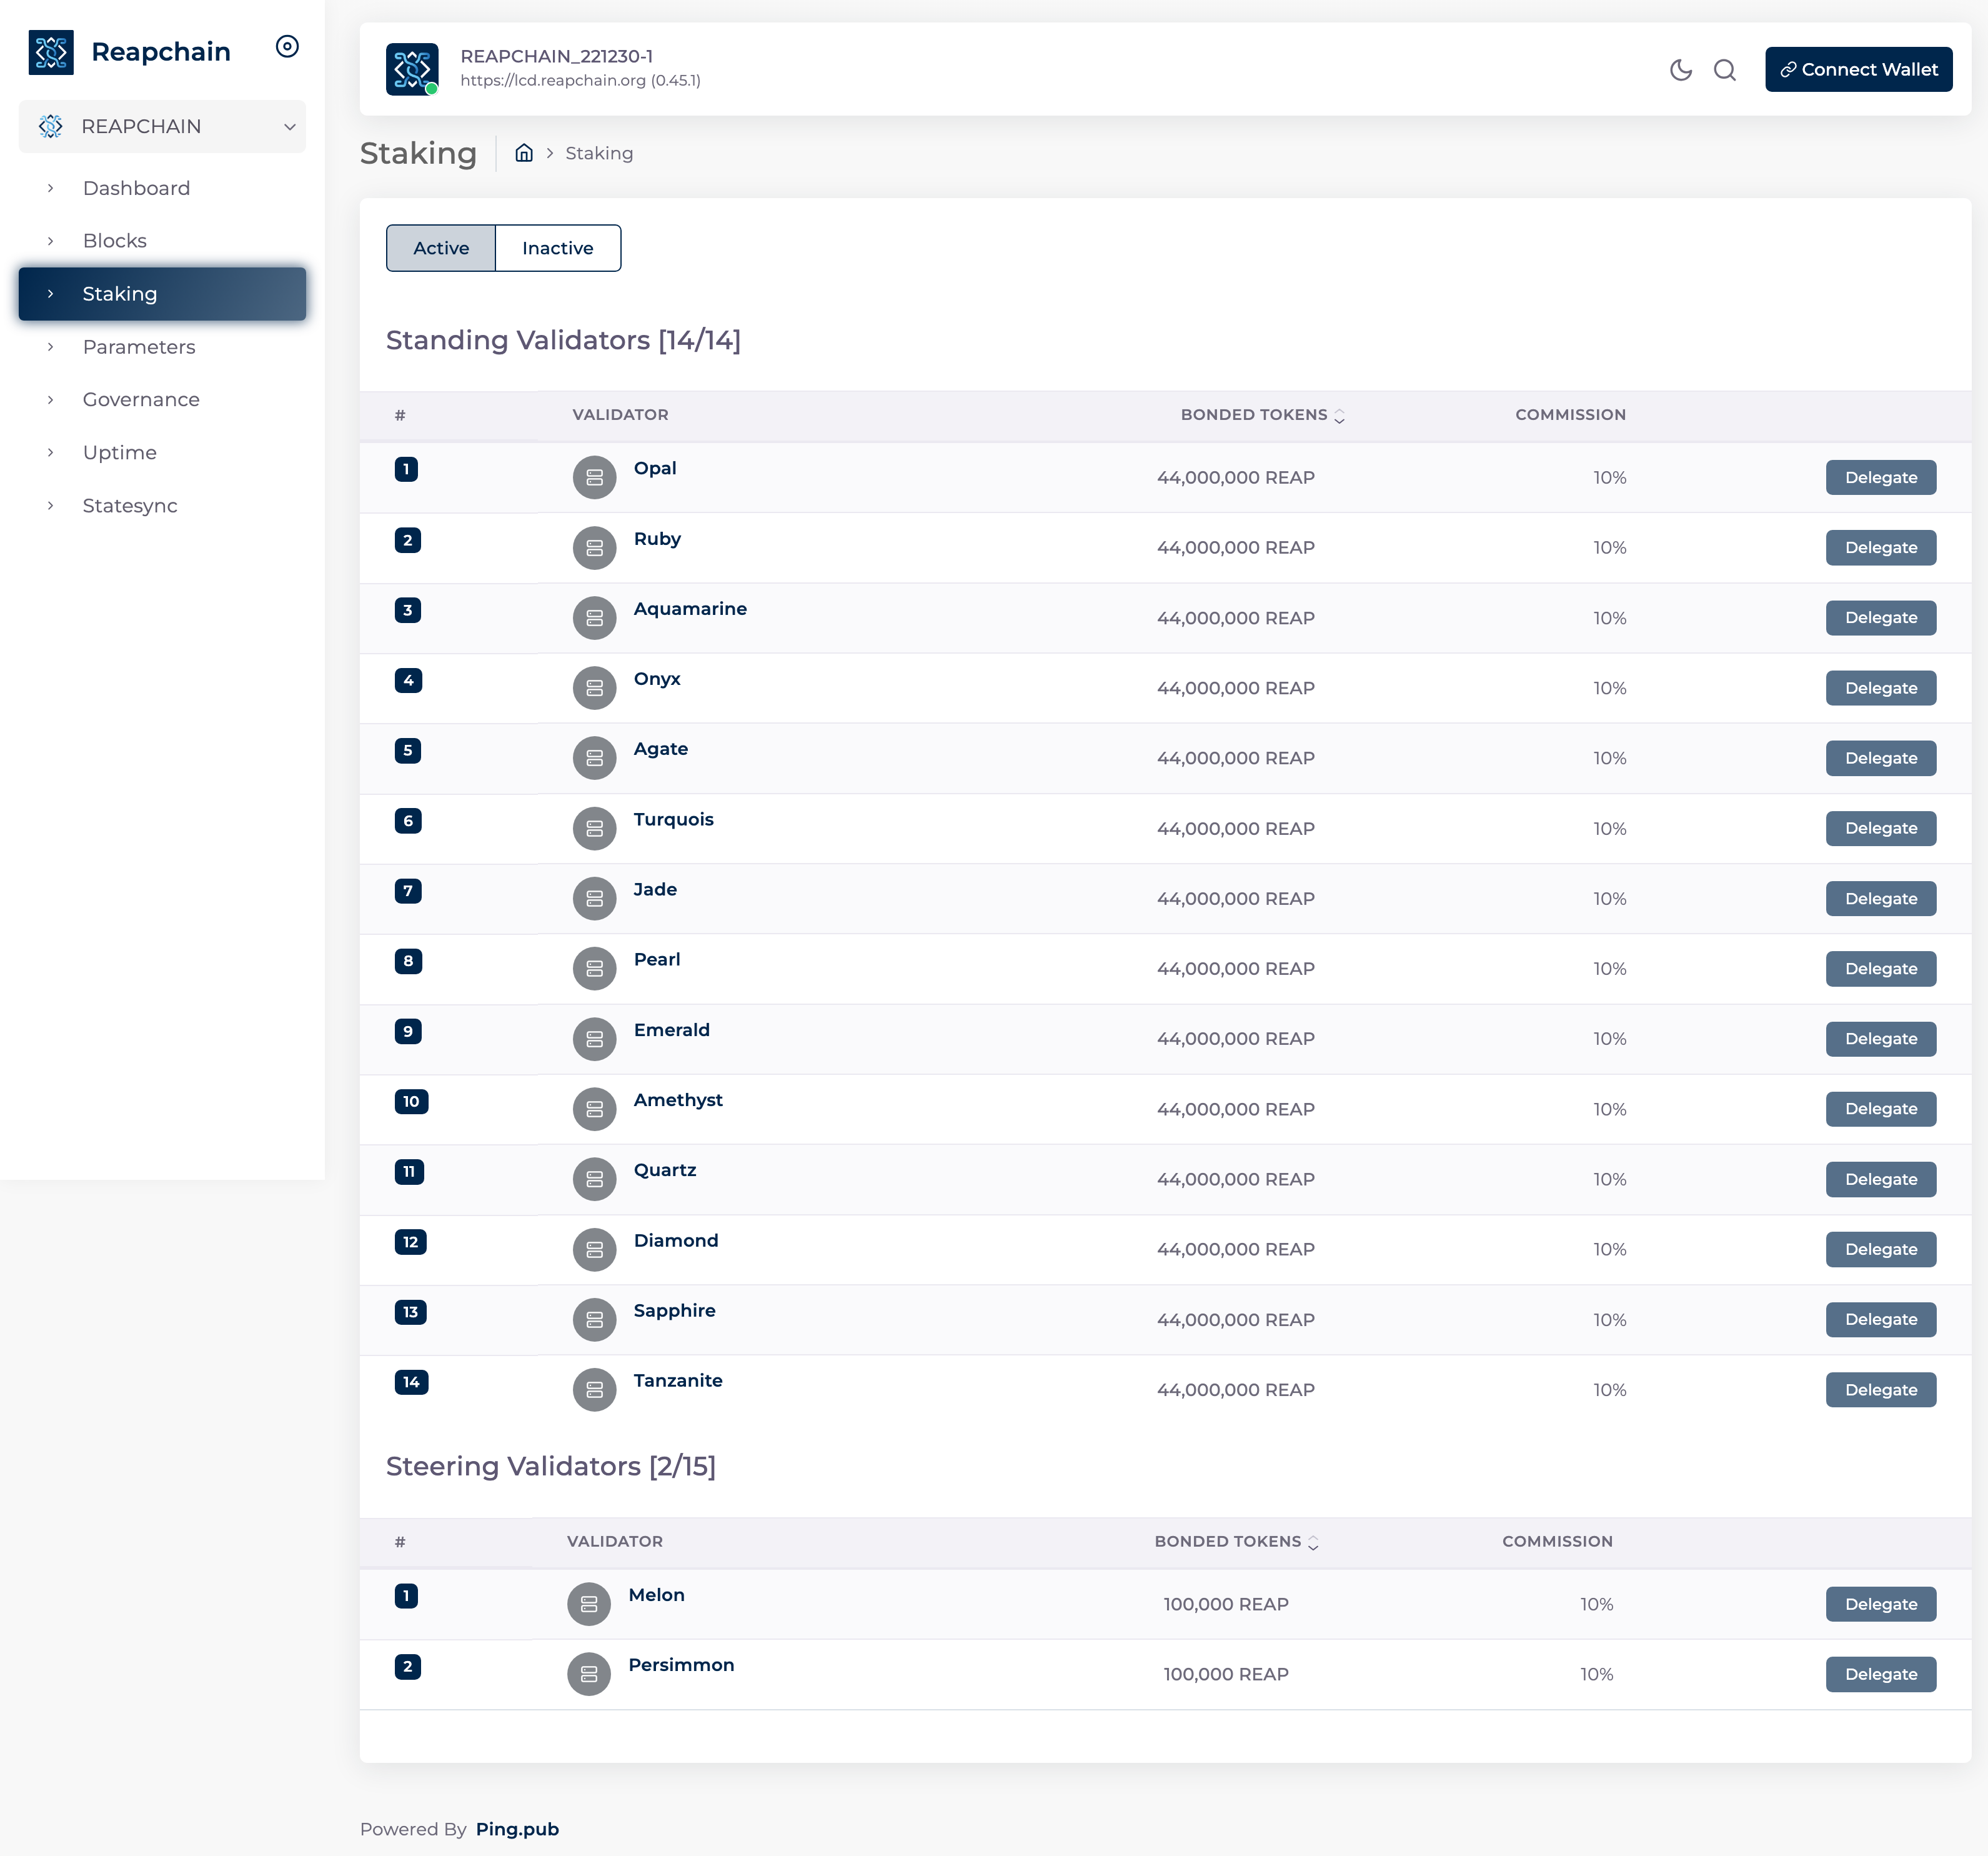 Reapchain
REAPCHAIN
Dashboard
Blocks
Staking
Parameters
Governance
Uptime
Statesync
REAPCHAIN_221230-1
https://lcd.reapchain.org (0.45.1)
Connect Wallet
Staking
Staking
Active Inactive
Standing Validators [14/14]
# VALIDATOR BONDED TOKENS COMMISSION
1 Opal 44,000,000 REAP 10% Delegate
2 Ruby 44,000,000 REAP 10% Delegate
3 Aquamarine 44,000,000 REAP 10% Delegate
4 Onyx 44,000,000 REAP 10% Delegate
5 Agate 44,000,000 REAP 10% Delegate
6 Turquois 44,000,000 REAP 10% Delegate
7 Jade 44,000,000 REAP 10% Delegate
8 Pearl 44,000,000 REAP 10% Delegate
9 Emerald 44,000,000 REAP 10% Delegate
10 Amethyst 44,000,000 REAP 10% Delegate
11 Quartz 44,000,000 REAP 10% Delegate
12 Diamond 44,000,000 REAP 10% Delegate
13 Sapphire 44,000,000 REAP 10% Delegate
14 Tanzanite 44,000,000 REAP 10% Delegate
Steering Validators [2/15]
# VALIDATOR BONDED TOKENS COMMISSION
1 Melon 100,000 REAP 10% Delegate
2 Persimmon 100,000 REAP 10% Delegate
Powered By Ping.pub